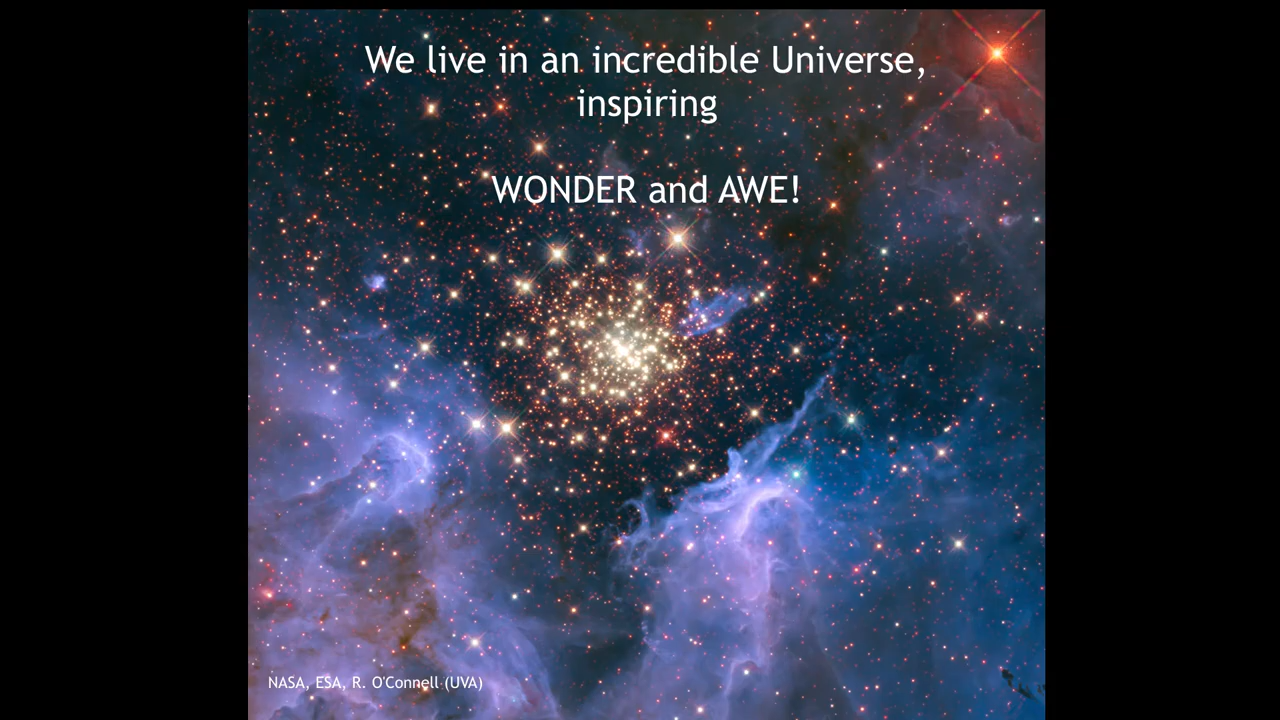 We live in an incredible Universe,
inspiring
WONDER and AWE!
NASA, ESA, R. O'Connell (UVA)